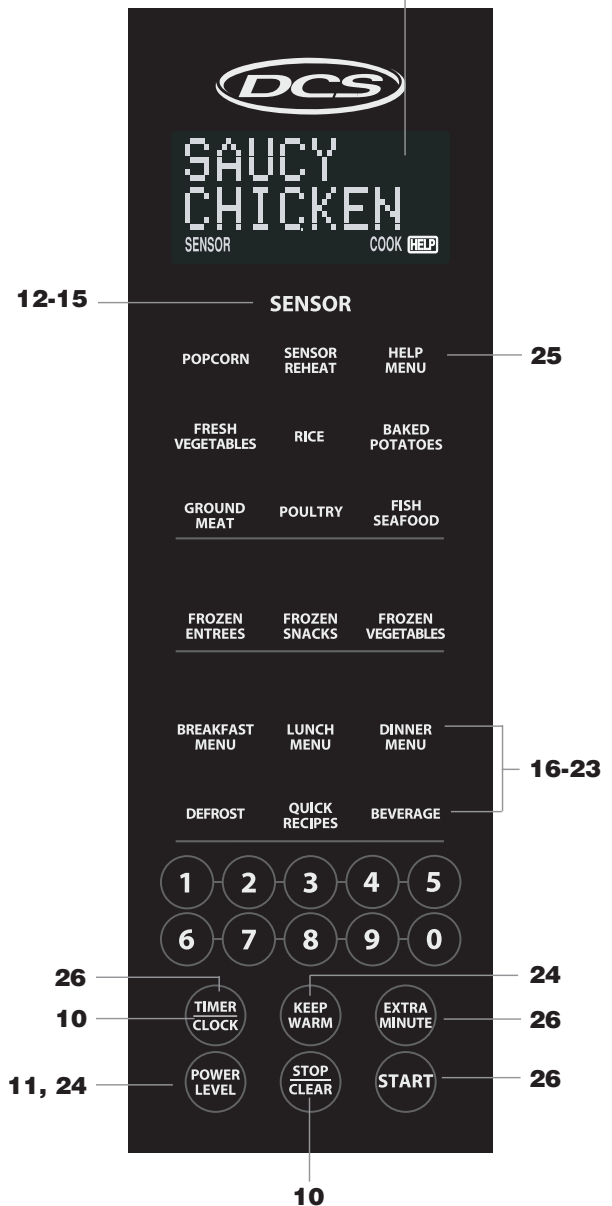 DCS
SAUCY
CHICKEN
SENSOR COOK HELP
12-15 SENSOR
POPCORN
SENSOR
REHEAT
HELP
MENU
25
FRESH
VEGETABLES
RICE
BAKED
POTATOES
GROUND
MEAT
POULTRY
FISH
SEAFOOD
FROZEN
ENTREES
FROZEN
SNACKS
FROZEN
VEGETABLES
BREAKFAST
MENU
LUNCH
MENU
DINNER
MENU
16-23
DEFROST
QUICK
RECIPES
BEVERAGE
1 2 3 4 5
6 7 8 9 0
26
10
TIMER
CLOCK
KEEP
WARM
24
EXTRA
MINUTE
26
11, 24
POWER
LEVEL
STOP
CLEAR
START
26
10